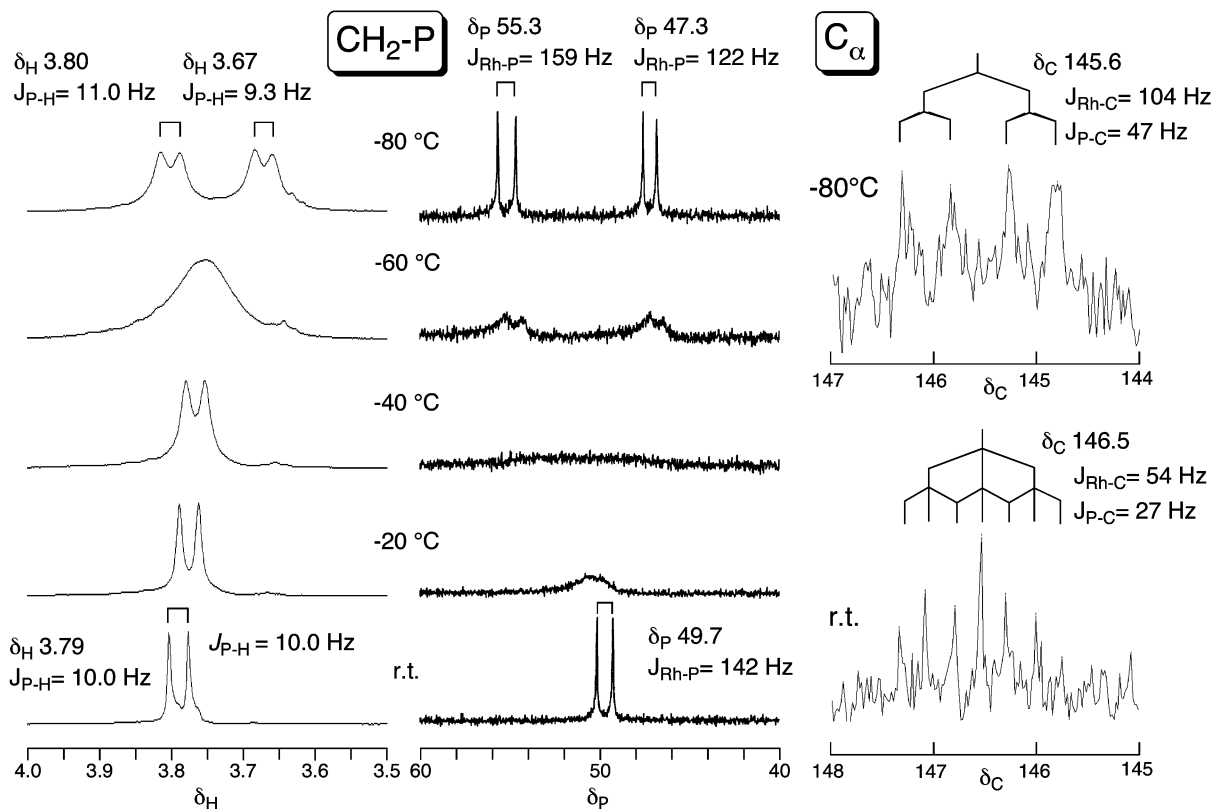 CH2-P
δH 3.80
JP-H= 11.0 Hz
δH 3.67
JP-H= 9.3 Hz
δP 55.3
JRh-P= 159 Hz
δP 47.3
JRh-P= 122 Hz
-80 °C
-60 °C
-40 °C
-20 °C
δH 3.79
JP-H= 10.0 Hz
JP-H = 10.0 Hz
r.t.
δP 49.7
JRh-P= 142 Hz
4.0 3.9 3.8 3.7 3.6 3.5
δH
60 50 40
δP
Cα
δC 145.6
JRh-C= 104 Hz
JP-C= 47 Hz
-80°C
147 146 145 144
δC
δC 146.5
JRh-C= 54 Hz
JP-C= 27 Hz
r.t.
148 147 146 145
δC